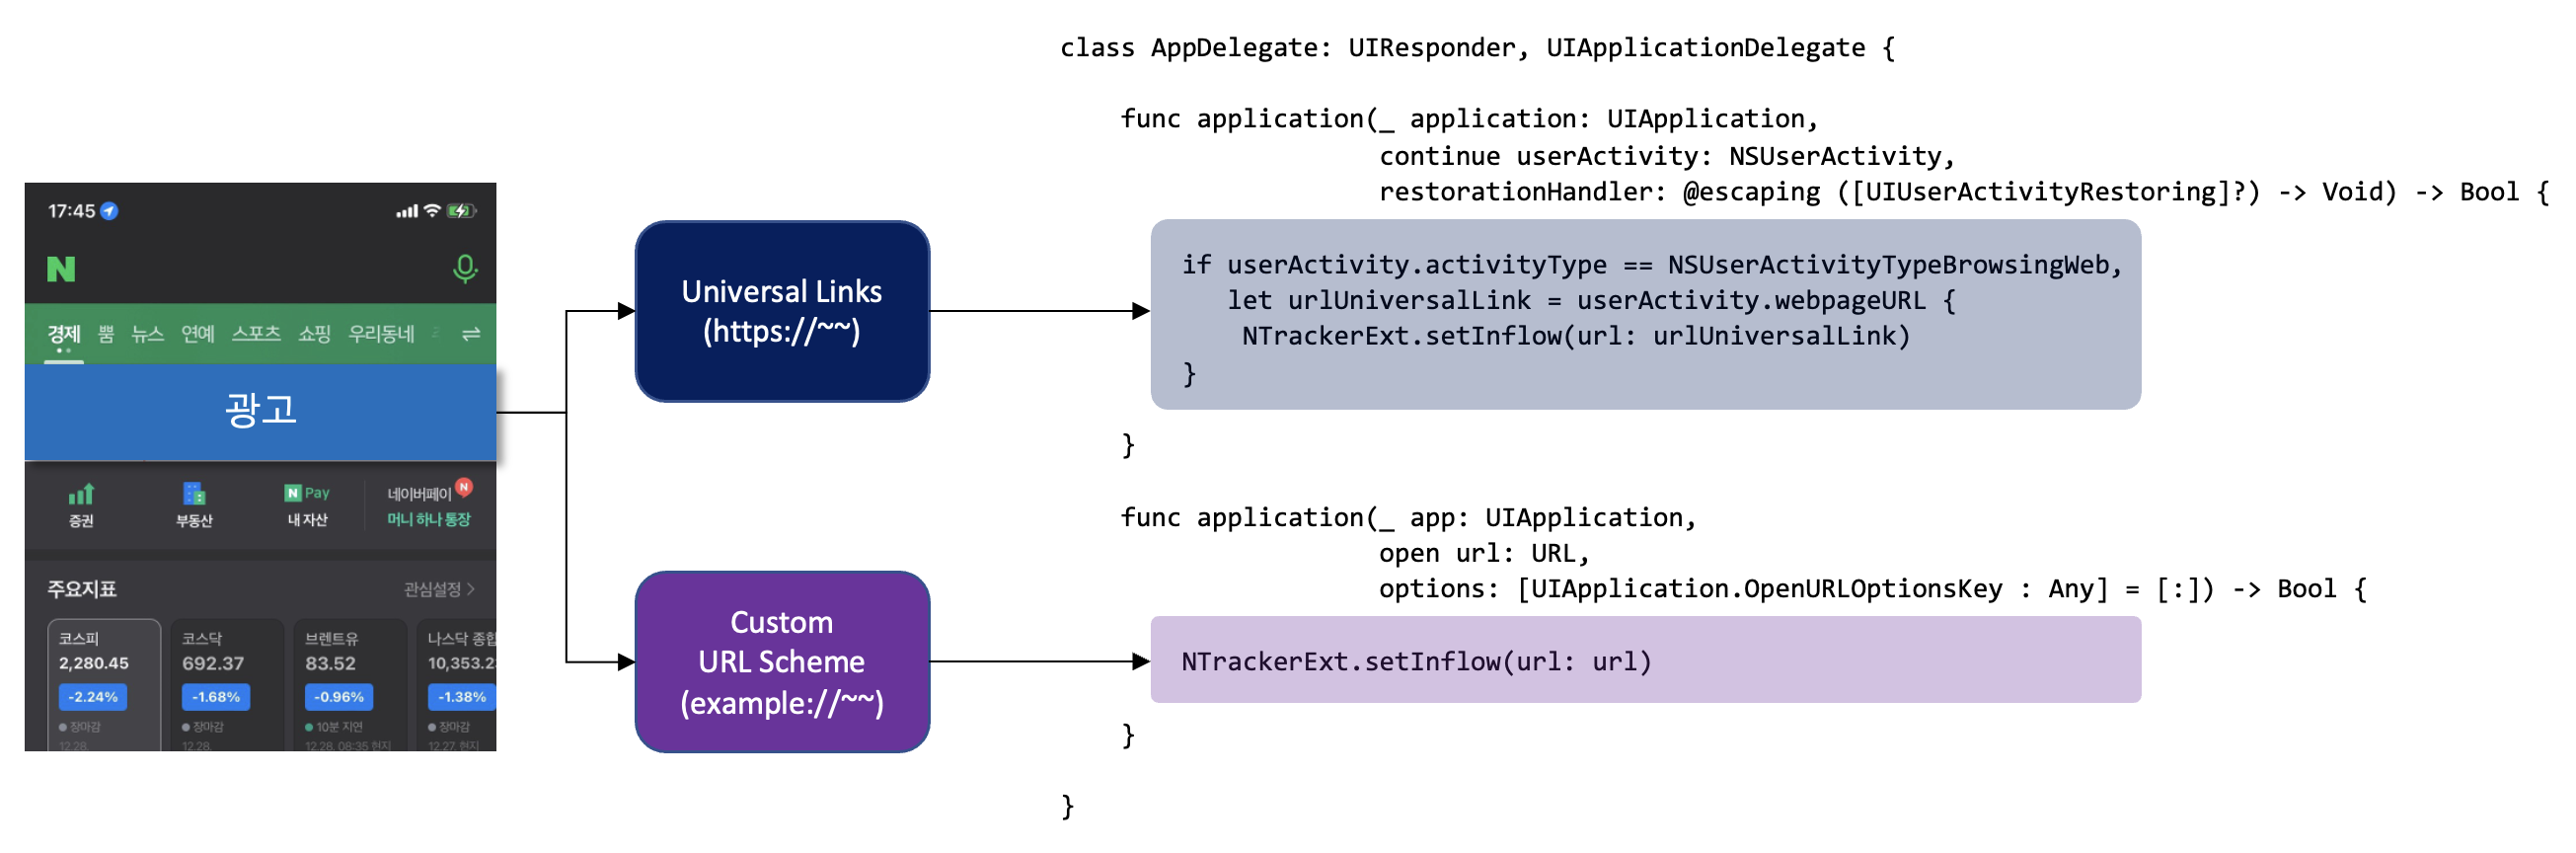 17:45
N
경제 뿜 뉴스 연예 스포츠 쇼핑 우리동네
광고
증권
부동산
N Pay
내 자산
네이버페이 N
머니 하나 통장
주요지표
관심설정 >
코스피
2,280.45
-2.24%
장마감
12.28.
코스닥
692.37
-1.68%
장마감
12.28.
브렌트유
83.52
-0.96%
10분 지연
12.28. 08:35 현지
나스닥 종합
10,353.2
-1.38%
장마감
12.27. 현지
Universal Links
(https://~~)
Custom
URL Scheme
(example://~~)
class AppDelegate: UIResponder, UIApplicationDelegate {
func application(_ application: UIApplication,
continue userActivity: NSUserActivity,
restorationHandler: @escaping ([UIUserActivityRestoring]?) -> Void) -> Bool {
if userActivity.activityType == NSUserActivityTypeBrowsingWeb,
let urlUniversalLink = userActivity.webpageURL {
NTrackerExt.setInflow(url: urlUniversalLink)
}
}
func application(_ app: UIApplication,
open url: URL,
options: [UIApplication.OpenURLOptionsKey : Any] = [:]) -> Bool {
NTrackerExt.setInflow(url: url)
}
}